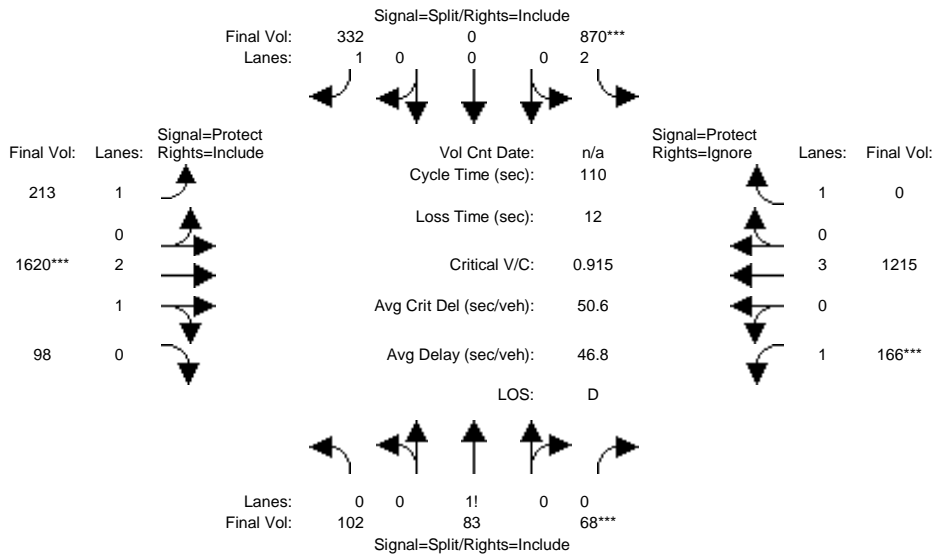 Signal=Split/Rights=Include
Final Vol: 332 0 870***
Lanes: 1 0 0 0 2
Signal=Protect Signal=Protect
Final Vol: Lanes: Rights=Include Vol Cnt Date: n/a Rights=Ignore Lanes: Final Vol:
Cycle Time (sec): 110
213 1 1 0
Loss Time (sec): 12
0 0
1620*** 2 Critical V/C: 0.915 3 1215
1 Avg Crit Del (sec/veh): 50.6 0
98 0 Avg Delay (sec/veh): 46.8 1 166***
LOS: D
Lanes: 0 0 1! 0 0
Final Vol: 102 83 68***
Signal=Split/Rights=Include